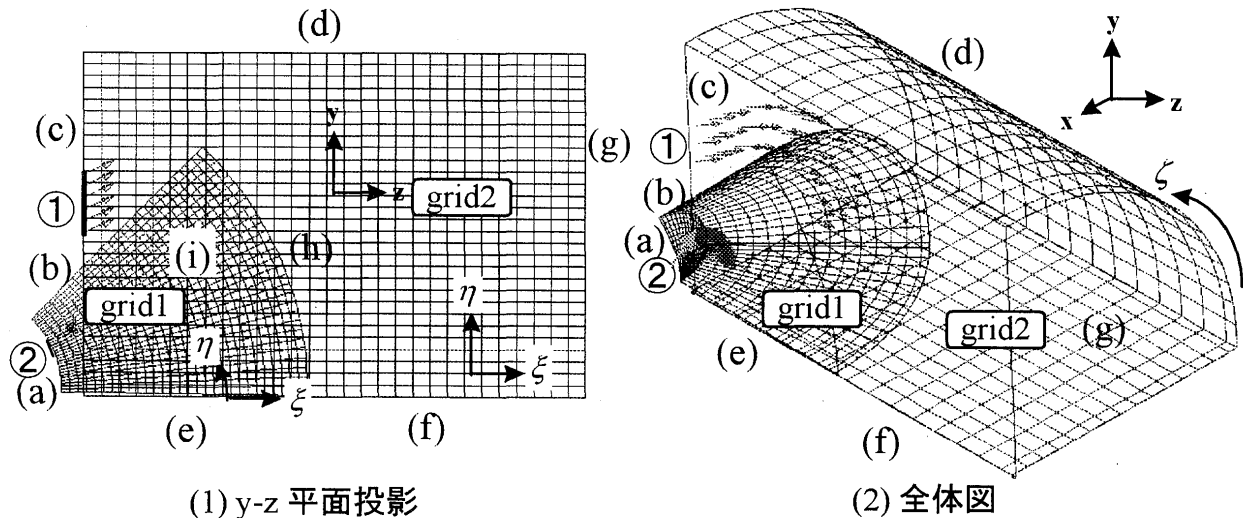 (d)
(c)
①
(b)
(i)
(h)
grid1
②
(a)
η
y
z
grid2
(g)
η
ξ
ξ
(e)
(f)
(1) y-z 平面投影
y
z
x
(d)
(c)
①
(b)
(a)
②
ζ
grid1
grid2
(g)
(e)
(f)
(2) 全体図